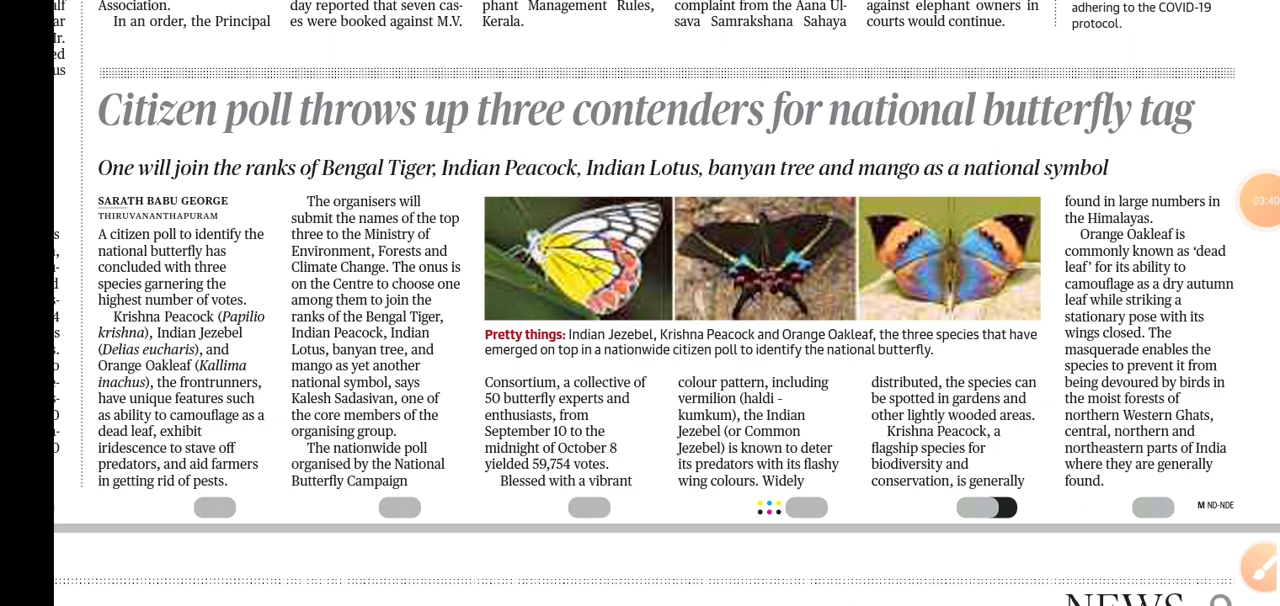 alf
ar
Ir.
ed
us
Association.
In an order, the Principal
day reported that seven cas-
es were booked against M.V.
phant Management Rules,
Kerala.
complaint from the Aana Ul-
sava Samrakshana Sahaya
against elephant owners in
courts would continue.
adhering to the COVID-19
protocol.
Citizen poll throws up three contenders for national butterfly tag
One will join the ranks of Bengal Tiger, Indian Peacock, Indian Lotus, banyan tree and mango as a national symbol
SARATH BABU GEORGE
THIRUVANANTHAPURAM
A citizen poll to identify the
national butterfly has
concluded with three
species garnering the
highest number of votes.
Krishna Peacock (Papilio
krishna), Indian Jezebel
(Delias eucharis), and
Orange Oakleaf (Kallima
inachus), the frontrunners,
have unique features such
as ability to camouflage as a
dead leaf, exhibit
iridescence to stave off
predators, and aid farmers
in getting rid of pests.
The organisers will
submit the names of the top
three to the Ministry of
Environment, Forests and
Climate Change. The onus is
on the Centre to choose one
among them to join the
ranks of the Bengal Tiger,
Indian Peacock, Indian
Lotus, banyan tree, and
mango as yet another
national symbol, says
Kalesh Sadasivan, one of
the core members of the
organising group.
The nationwide poll
organised by the National
Butterfly Campaign
Pretty things: Indian Jezebel, Krishna Peacock and Orange Oakleaf, the three species that have
emerged on top in a nationwide citizen poll to identify the national butterfly.
Consortium, a collective of
50 butterfly experts and
enthusiasts, from
September 10 to the
midnight of October 8
yielded 59,754 votes.
Blessed with a vibrant
colour pattern, including
vermilion (haldi -
kumkum), the Indian
Jezebel (or Common
Jezebel) is known to deter
its predators with its flashy
wing colours. Widely
distributed, the species can
be spotted in gardens and
other lightly wooded areas.
Krishna Peacock, a
flagship species for
biodiversity and
conservation, is generally
found in large numbers in
the Himalayas.
Orange Oakleaf is
commonly known as ‘dead
leaf’ for its ability to
camouflage as a dry autumn
leaf while striking a
stationary pose with its
wings closed. The
masquerade enables the
species to prevent it from
being devoured by birds in
the moist forests of
northern Western Ghats,
central, northern and
northeastern parts of India
where they are generally
found.
03:40
M ND-NDE
NEWS